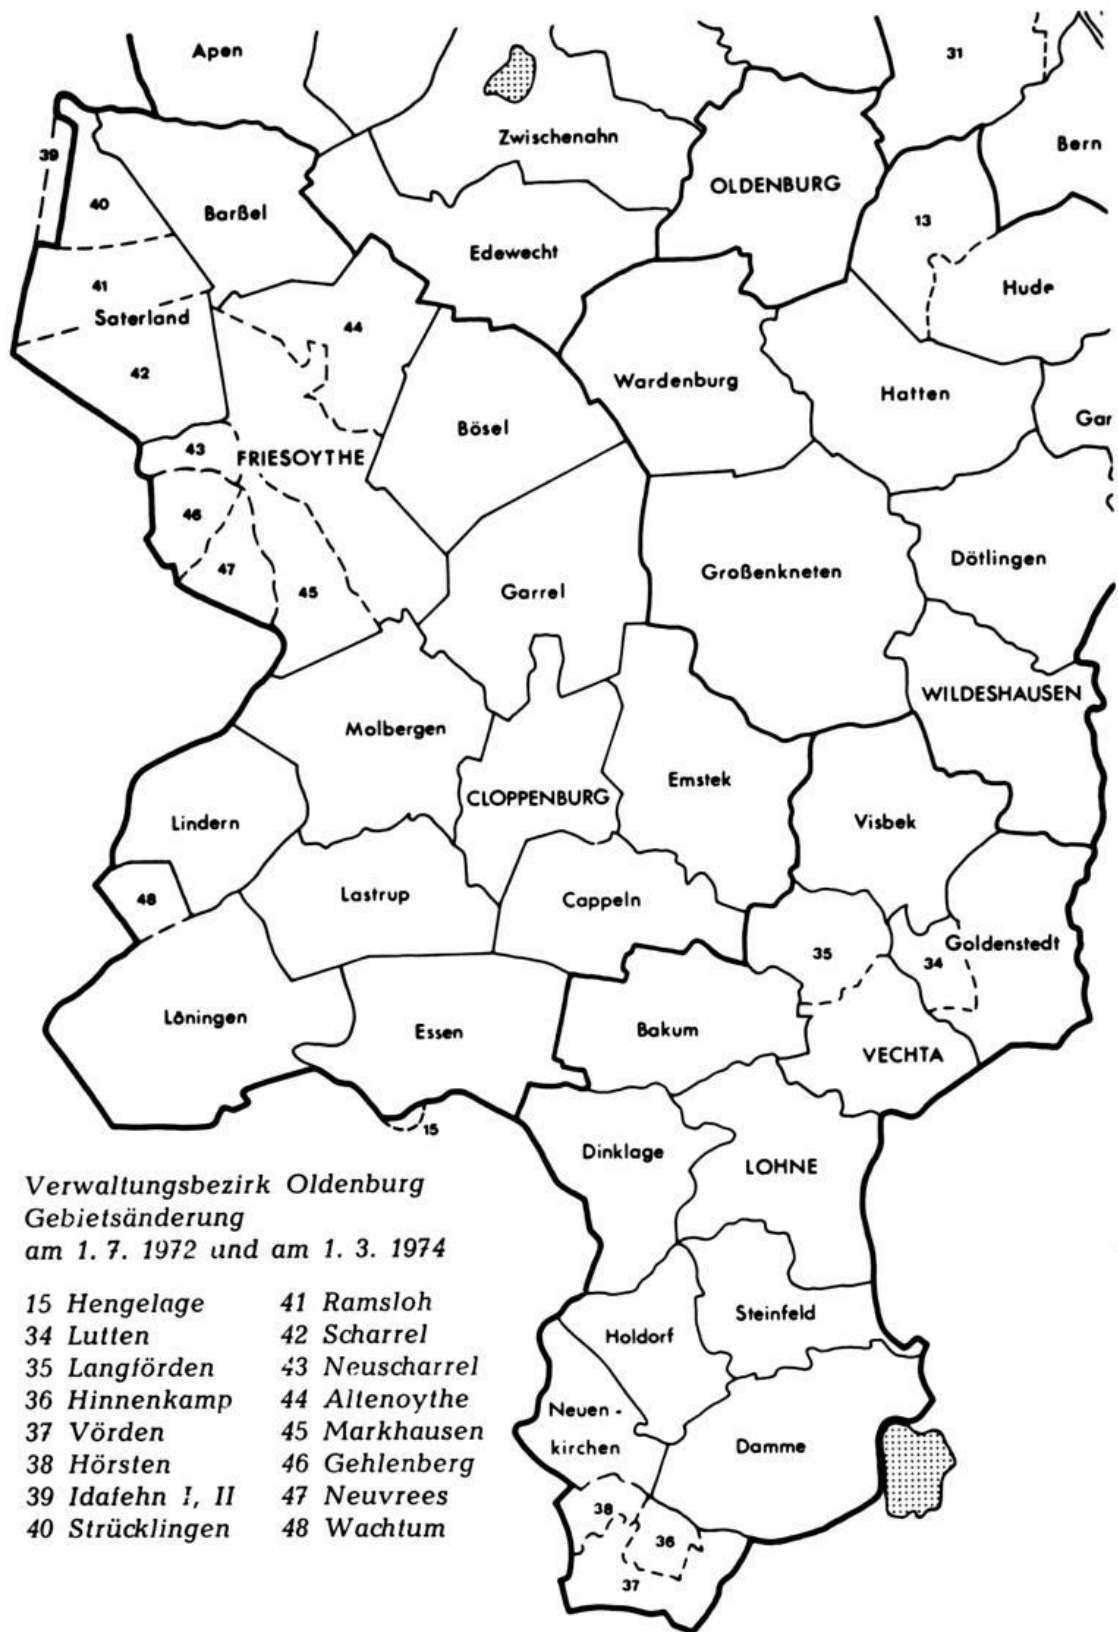 Apen
31
Zwischenahn
Bern
39
OLDENBURG
40
Barßel
13
Edewecht
41
Hude
Saterland
44
42
Wardenburg
Hatten
Gar
Bösel
43
FRIESOYTHE
46
47
45
Garrel
Großenkneten
Dötlingen
WILDESHAUSEN
Molbergen
Emstek
CLOPPENBURG
Lindern
Visbek
48
Lastrup
Cappeln
35
34
Goldenstedt
Löningen
Essen
Bakum
VECHTA
15
Dinklage
LOHNE
Verwaltungsbezirk Oldenburg
Gebietsänderung
am 1. 7. 1972 und am 1. 3. 1974
15 Hengelage
34 Lutten
35 Langförden
36 Hinnenkamp
37 Vörden
38 Hörsten
39 Idafehn I, II
40 Strücklingen
41 Ramsloh
42 Scharrel
43 Neuscharrel
44 Altenoythe
45 Markhausen
46 Gehlenberg
47 Neuvrees
48 Wachtum
Steinfeld
Holdorf
Neuen-
kirchen
Damme
38
36
37